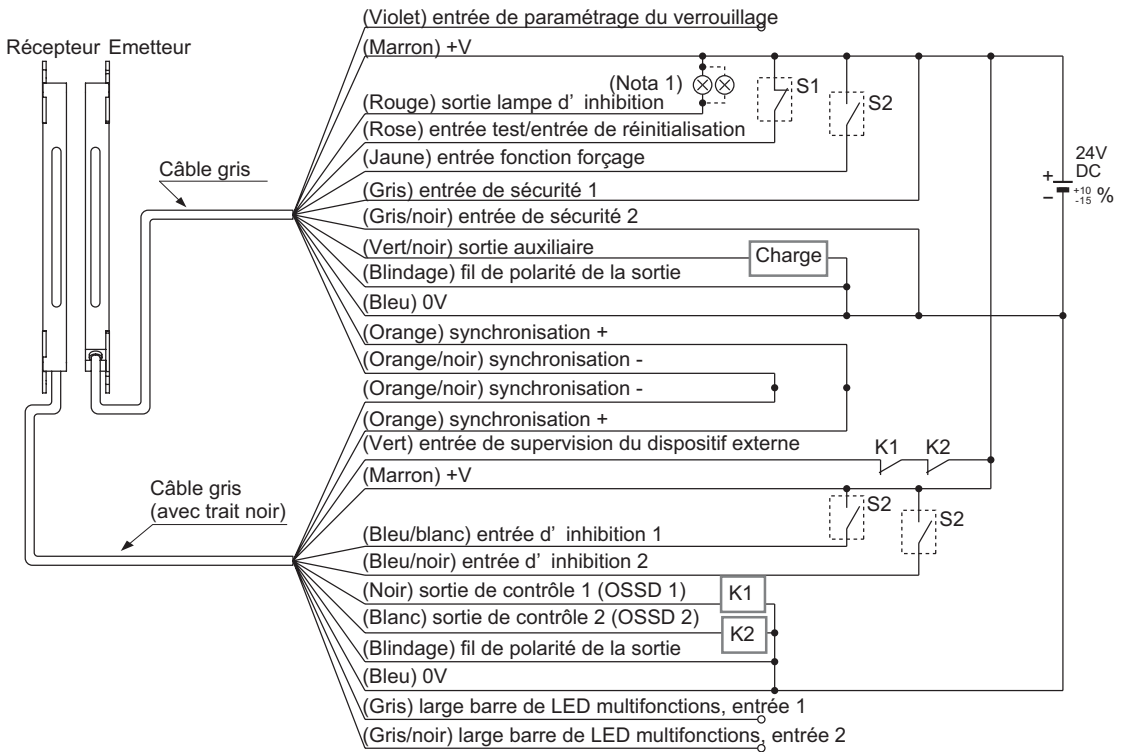 Récepteur Emetteur
(Violet) entrée de paramétrage du verrouillage
(Marron) +V
(Nota 1)
S1
S2
(Rouge) sortie lampe d’ inhibition
(Rose) entrée test/entrée de réinitialisation
(Jaune) entrée fonction forçage
Câble gris
24V
DC
+
−
+10
-15 %
(Gris) entrée de sécurité 1
(Gris/noir) entrée de sécurité 2
(Vert/noir) sortie auxiliaire
Charge
(Blindage) fil de polarité de la sortie
(Bleu) 0V
(Orange) synchronisation +
(Orange/noir) synchronisation -
(Orange/noir) synchronisation -
(Orange) synchronisation +
(Vert) entrée de supervision du dispositif externe
K1 K2
(Marron) +V
Câble gris
(avec trait noir)
S2
S2
(Bleu/blanc) entrée d’ inhibition 1
(Bleu/noir) entrée d’ inhibition 2
(Noir) sortie de contrôle 1 (OSSD 1)
K1
(Blanc) sortie de contrôle 2 (OSSD 2)
K2
(Blindage) fil de polarité de la sortie
(Bleu) 0V
(Gris) large barre de LED multifonctions, entrée 1
(Gris/noir) large barre de LED multifonctions, entrée 2